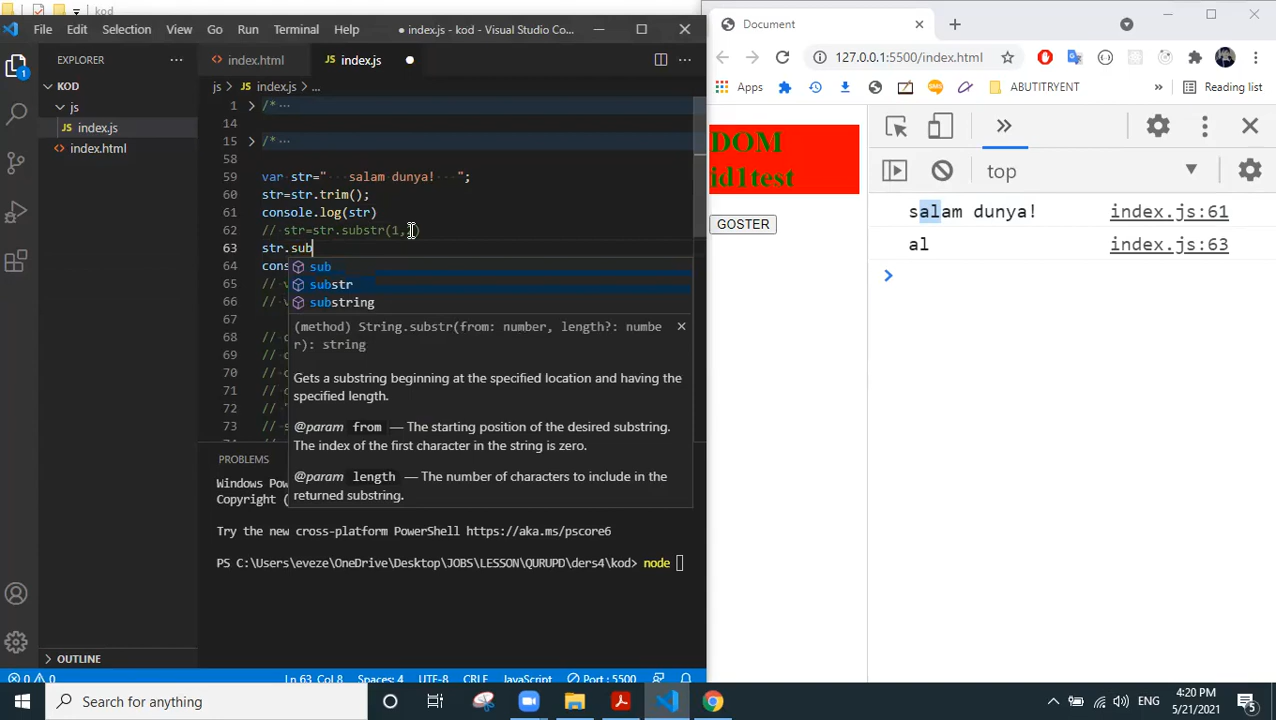 File Edit Selection View Go Run Terminal Help ● index.js - kod - Visual Studio Co...
EXPLORER
KOD
js
index.js
index.html
OUTLINE
index.html
index.js
js > index.js > ...
1 /* ...
14
15 /* ...
58
59 var str="   salam dunya!   ";
60 str=str.trim();
61 console.log(str)
62 // str=str.substr(1,
63 str.sub
64 cons
65 // v
66 // v
67
68 // c
69 // c
70 // c
71 // c
72 // "
73 // s
sub
substr
substring
(method) String.substr(from: number, length?: numbe
r): string
Gets a substring beginning at the specified location and having the
specified length.
@param from — The starting position of the desired substring.
The index of the first character in the string is zero.
@param length — The number of characters to include in the
returned substring.
PROBLEMS
Windows Pow
Copyright (
Try the new cross-platform PowerShell https://aka.ms/pscore6
PS C:\Users\eveze\OneDrive\Desktop\JOBS\LESSON\QURUPD\ders4\kod> node
0 0 Ln 63, Col 8 Spaces: 4 UTF-8 CRLF JavaScript Port : 5500
Document
127.0.0.1:5500/index.html
Apps ABUTITRYENT » Reading list
DOM
id1test
GOSTER
top
salam dunya! index.js:61
al index.js:63
Search for anything
ENG
4:20 PM
5/21/2021
5
kod
1